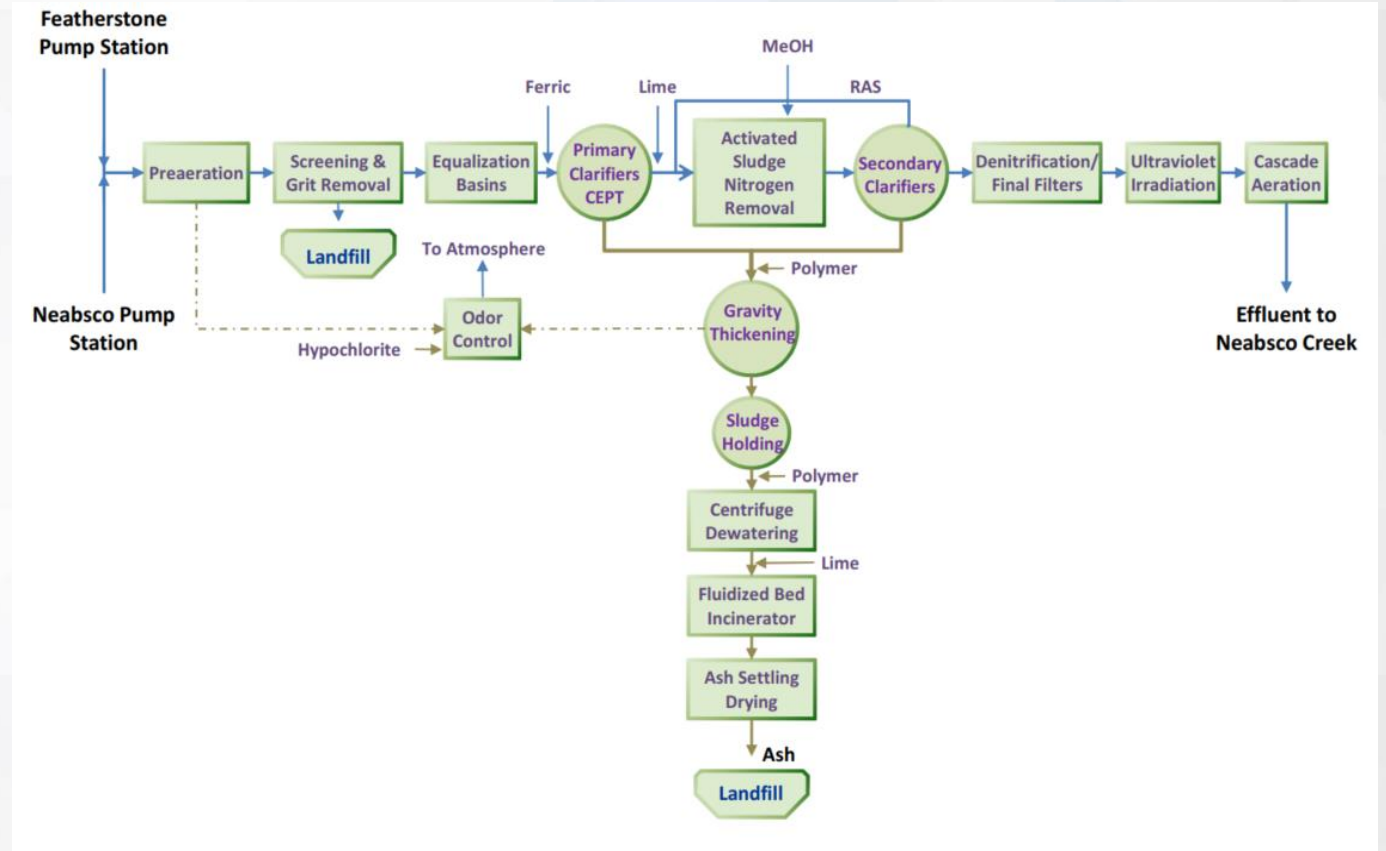 Featherstone
Pump Station
MeOH
Ferric
Lime
RAS
Preaeration
Screening &
Grit Removal
Equalization
Basins
Primary
Clarifiers
CEPT
Activated
Sludge
Nitrogen
Removal
Secondary
Clarifiers
Denitrification/
Final Filters
Ultraviolet
Irradiation
Cascade
Aeration
Landfill
To Atmosphere
Polymer
Neabsco Pump
Station
Odor
Control
Hypochlorite
Gravity
Thickening
Effluent to
Neabsco Creek
Sludge
Holding
Polymer
Centrifuge
Dewatering
Lime
Fluidized Bed
Incinerator
Ash Settling
Drying
Ash
Landfill